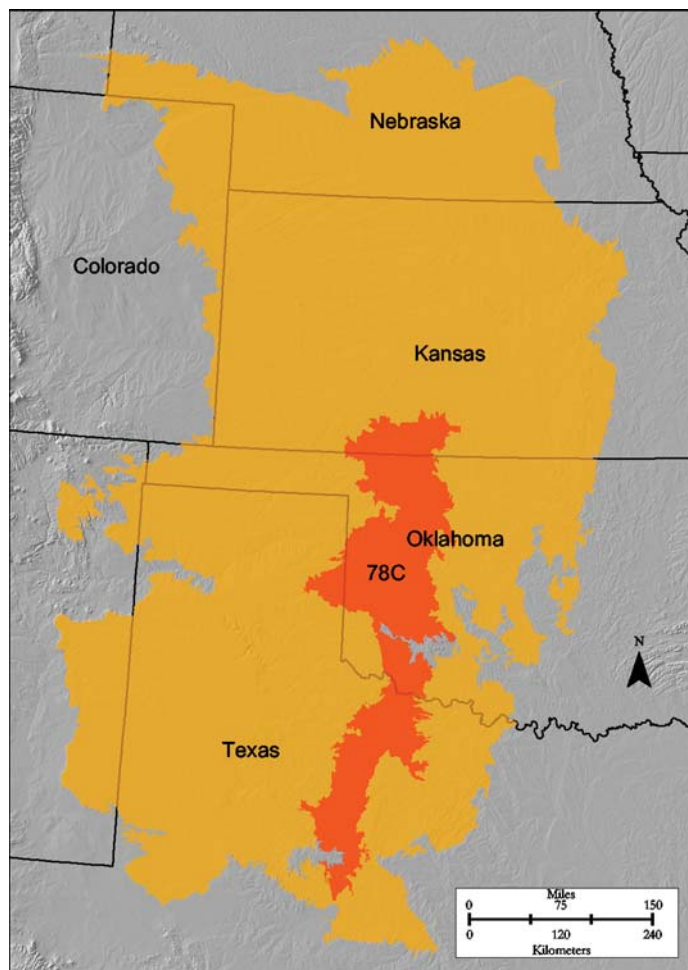 Nebraska
Colorado
Kansas
Oklahoma
78C
N
Texas
Miles
0 75 150
0 120 240
Kilometers